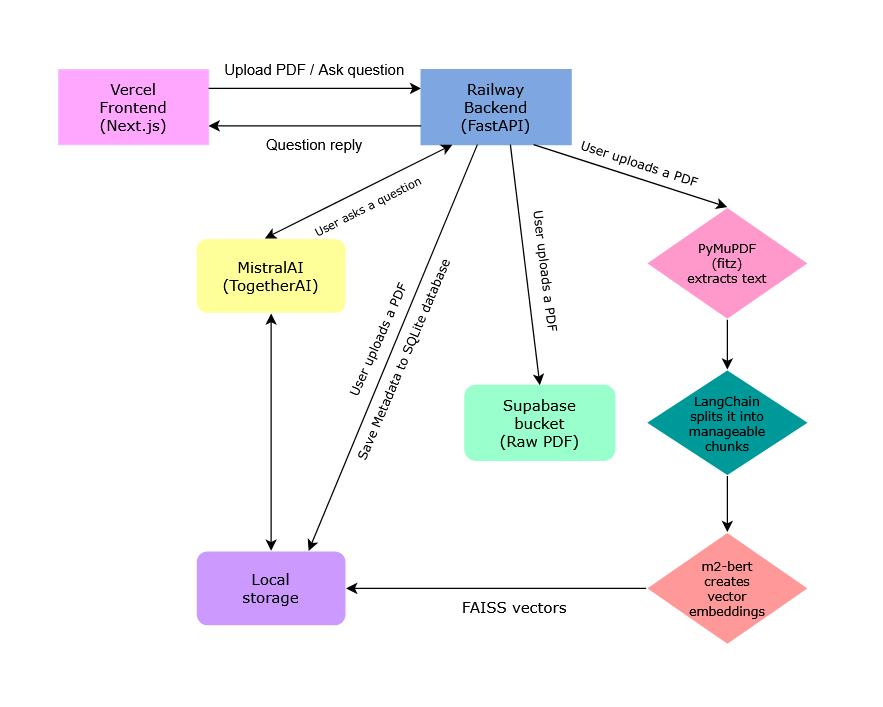 Upload PDF / Ask question
Vercel
Frontend
(Next.js)
Railway
Backend
(FastAPI)
Question reply
User uploads a PDF
User asks a question
MistralAI
(TogetherAI)
User uploads a PDF
PyMuPDF
(fitz)
extracts text
User uploads a PDF
Save Metadata to SQLite database
Supabase
bucket
(Raw PDF)
LangChain
splits it into
manageable
chunks
Local
storage
m2-bert
creates
vector
embeddings
FAISS vectors